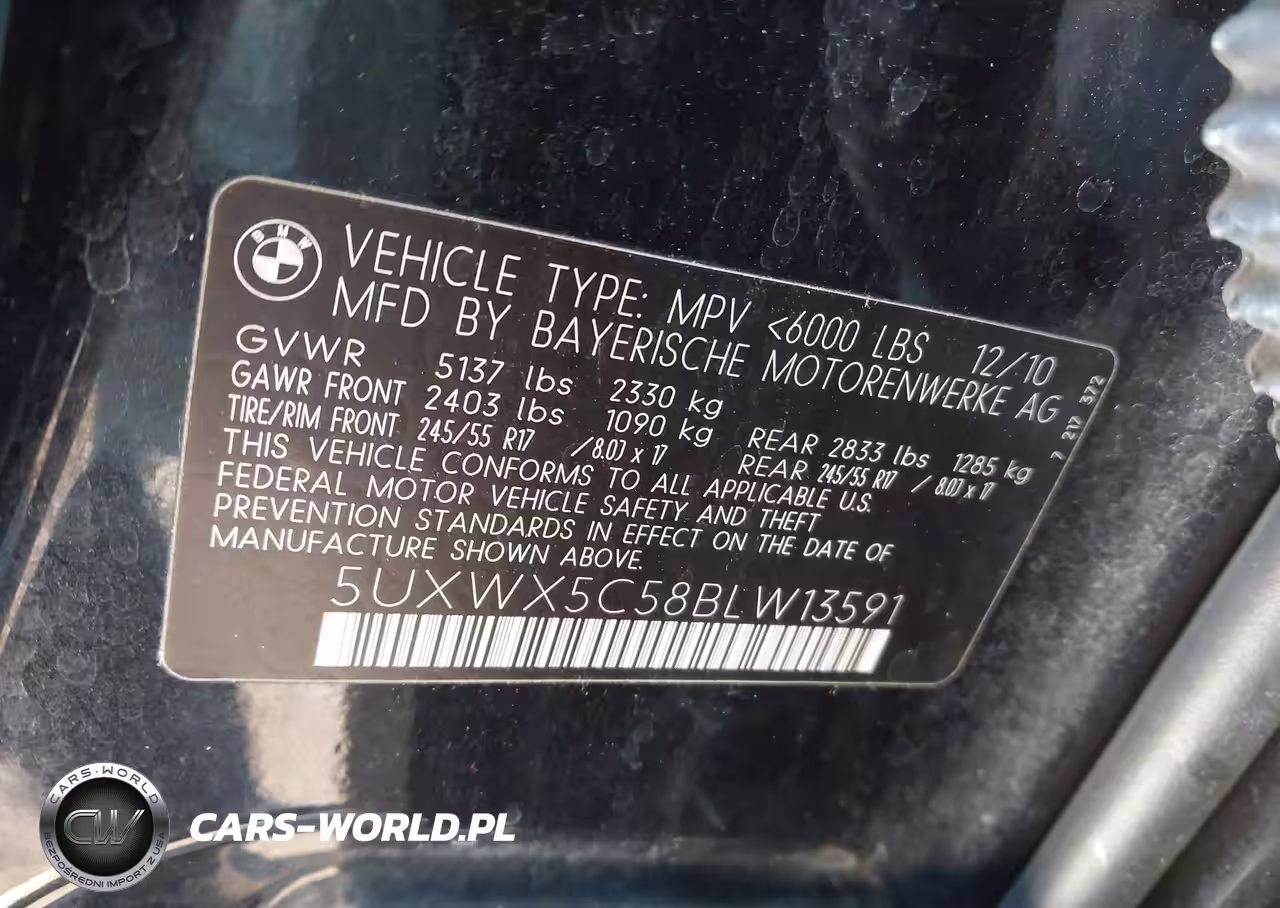 BMW
VEHICLE TYPE: MPV <6000 LBS 12/10
MFD BY BAYERISCHE MOTORENWERKE AG
GVWR 5137 lbs 2330 kg
GAWR FRONT 2403 lbs 1090 kg REAR 2833 lbs 1285 kg
TIRE/RIM FRONT 245/55 R17 / 8.0J x 17 REAR 245/55 R17 / 8.0J x 17
THIS VEHICLE CONFORMS TO ALL APPLICABLE U.S.
FEDERAL MOTOR VEHICLE SAFETY AND THEFT
PREVENTION STANDARDS IN EFFECT ON THE DATE OF
MANUFACTURE SHOWN ABOVE.
5UXWX5C58BLW13591
7 217 372
CARS-WORLD
CW
BEZPOŚREDNI IMPORT Z USA
CARS-WORLD.PL